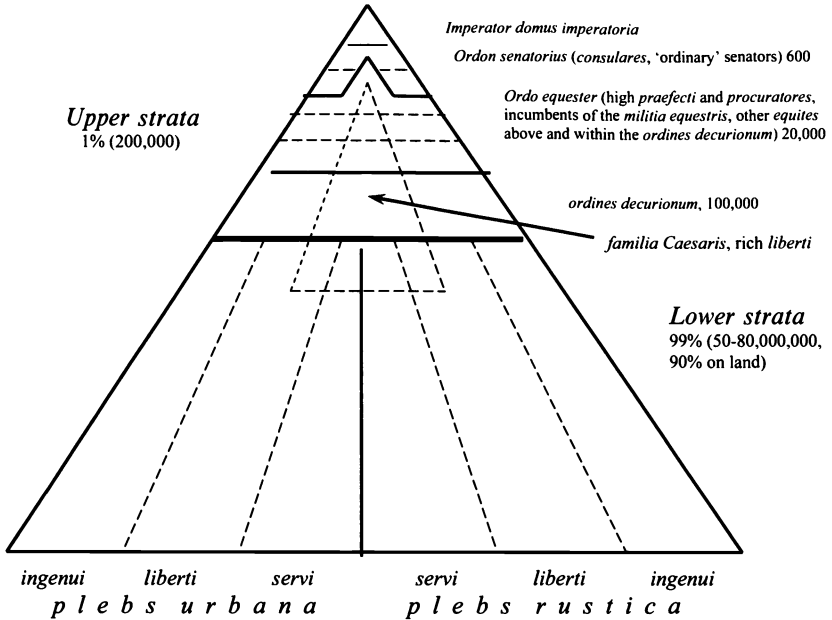 Imperator domus imperatoria
Ordon senatorius (consulares, ‘ordinary’ senators) 600
Upper strata
1% (200,000)
Ordo equester (high praefecti and procuratores,
incumbents of the militia equestris, other equites
above and within the ordines decurionum) 20,000
ordines decurionum, 100,000
familia Caesaris, rich liberti
Lower strata
99% (50-80,000,000,
90% on land)
ingenui liberti servi servi liberti ingenui
plebs urbana plebs rustica